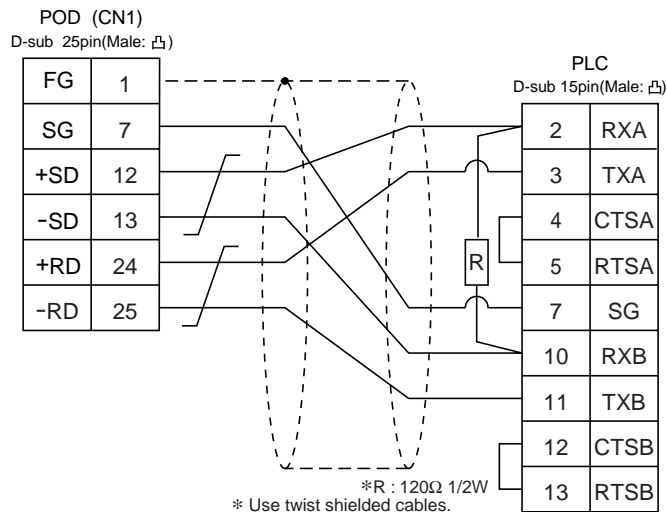 POD (CN1)
D-sub 25pin(Male: 凸)
FG 1
SG 7
+SD 12
-SD 13
+RD 24
-RD 25
PLC
D-sub 15pin(Male: 凸)
2 RXA
3 TXA
4 CTSA
5 RTSA
7 SG
10 RXB
11 TXB
12 CTSB
13 RTSB
R
*R : 120Ω 1/2W
* Use twist shielded cables.